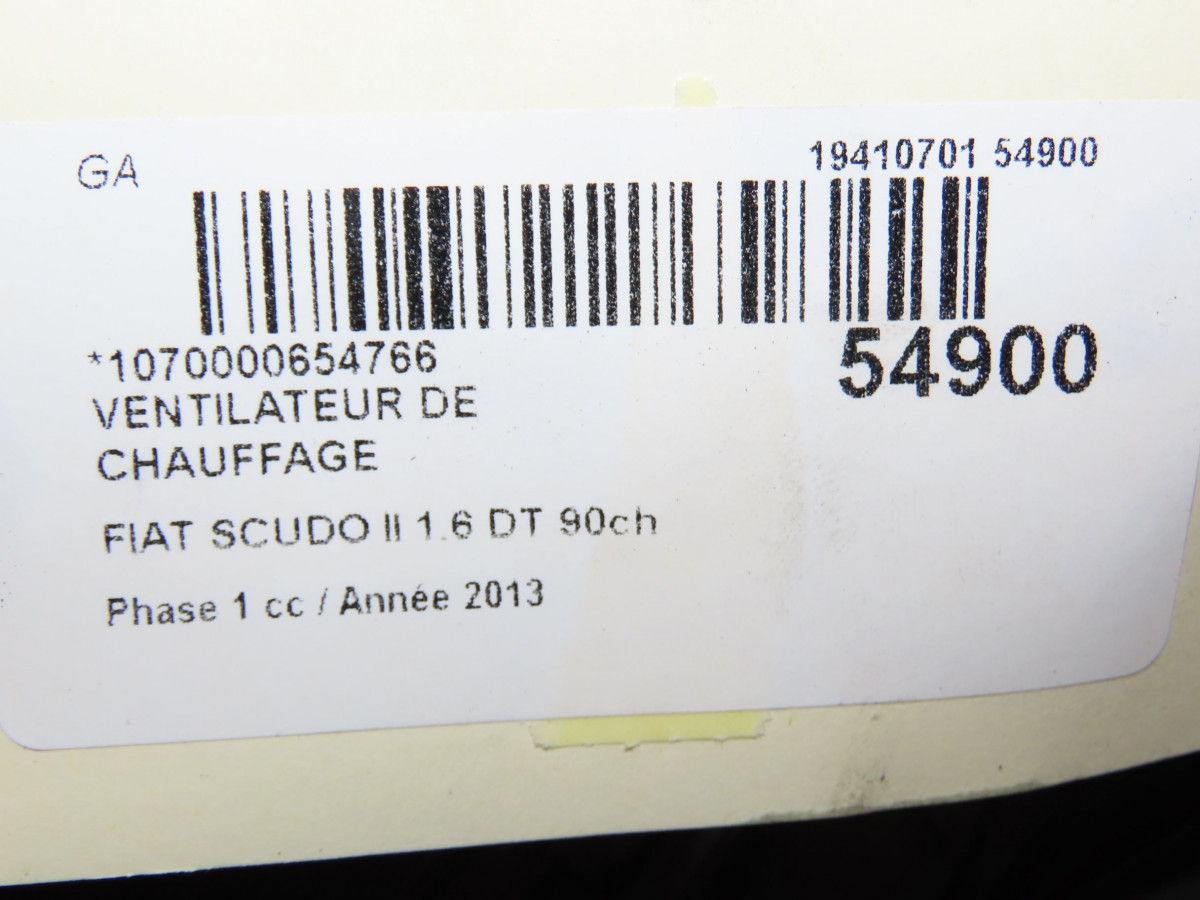 GA
19410701 54900
*1070000654766
54900
VENTILATEUR DE
CHAUFFAGE
FIAT SCUDO II 1.6 DT 90ch
Phase 1 cc / Année 2013